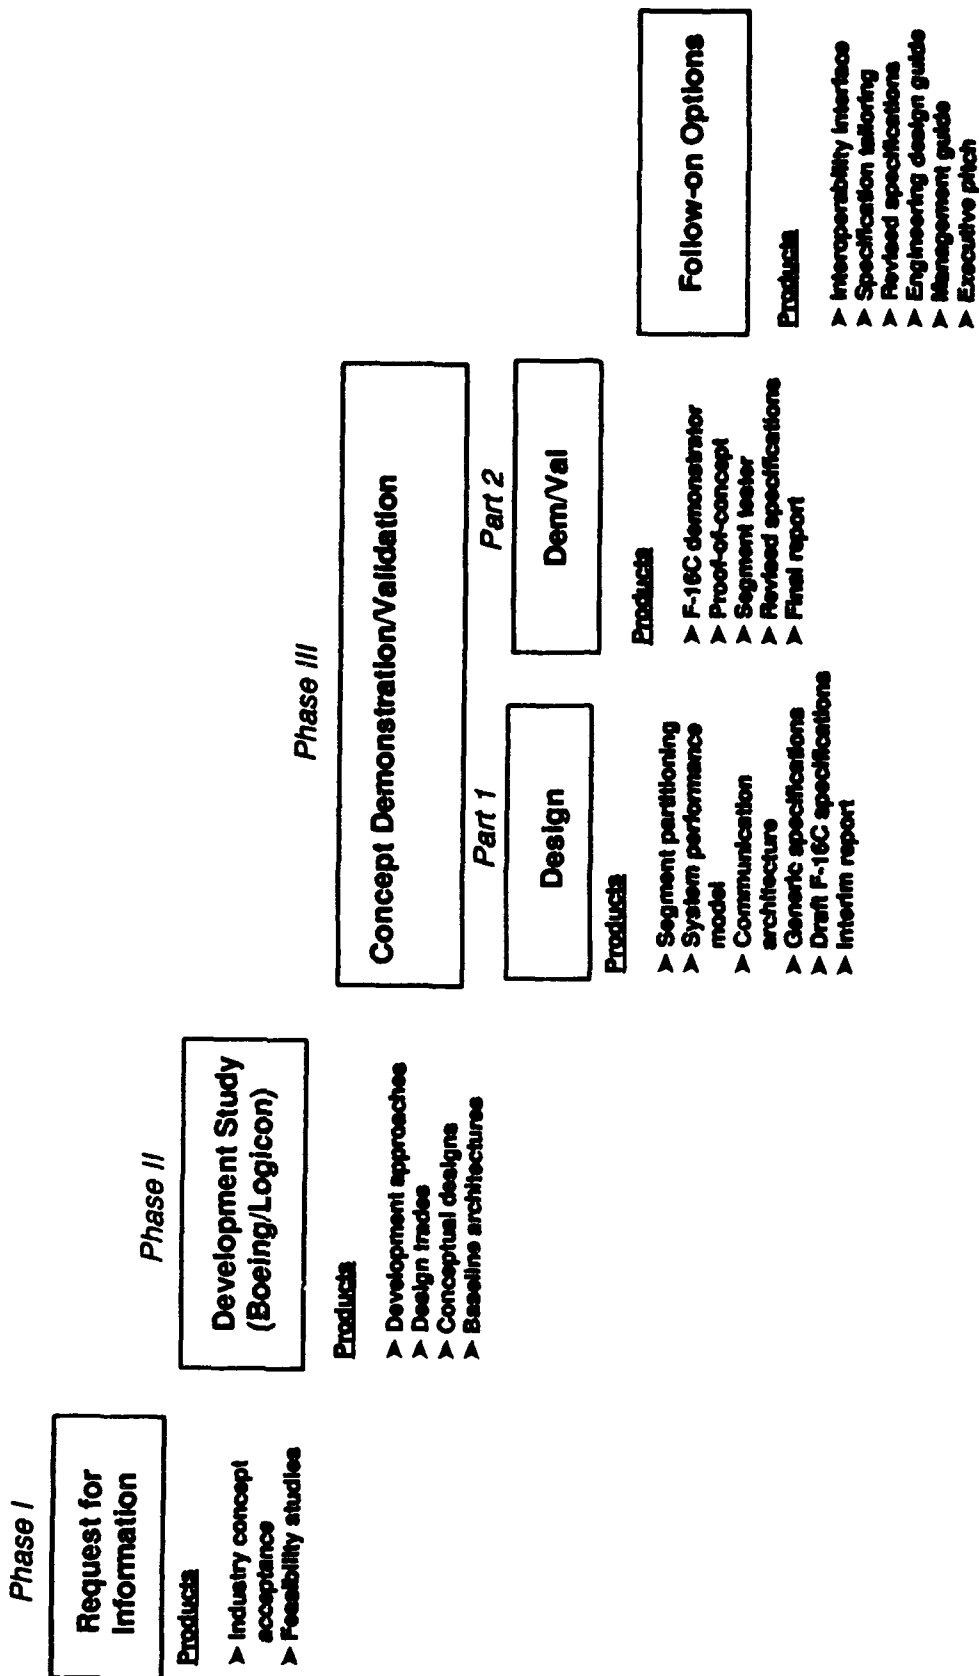 Phase I
Request for
Information
Products
➤ Industry concept
acceptance
➤ Feasibility studies
Phase II
Development Study
(Boeing/Logicon)
Products
➤ Development approaches
➤ Design trades
➤ Conceptual designs
➤ Baseline architectures
Phase III
Concept Demonstration/Validation
Part 1
Design
Products
➤ Segment partitioning
➤ System performance
model
➤ Communication
architecture
➤ Generic specifications
➤ Draft F-16C specifications
➤ Interim report
Part 2
Dem/Val
Products
➤ F-16C demonstrator
➤ Proof-of-concept
➤ Segment tester
➤ Revised specifications
➤ Final report
Follow-on Options
Products
➤ Interoperability interface
➤ Specification tailoring
➤ Revised specifications
➤ Engineering design guide
➤ Management guide
➤ Executive pitch